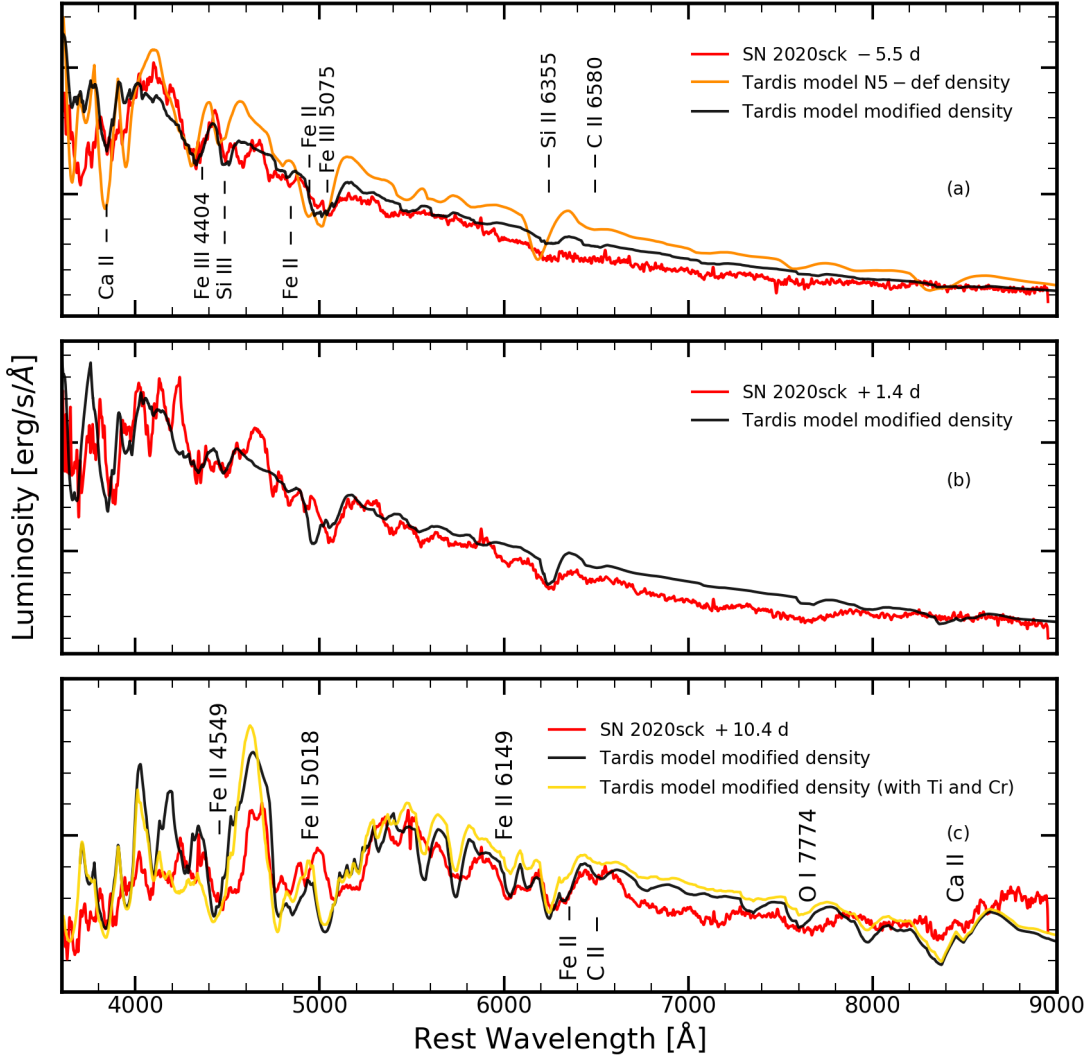 SN 2020sck − 5.5 d
Tardis model N5 − def density
Tardis model modified density
Fe II
Fe III 5075
Si II 6355
C II 6580
(a)
Ca II
Fe III 4404
Si III
Fe II
SN 2020sck + 1.4 d
Tardis model modified density
(b)
Luminosity [erg/s/Å]
SN 2020sck + 10.4 d
Tardis model modified density
Tardis model modified density (with Ti and Cr)
Fe II 4549
Fe II 5018
Fe II 6149
O I 7774
Ca II
(c)
Fe II
C II
4000 5000 6000 7000 8000 9000
Rest Wavelength [Å]